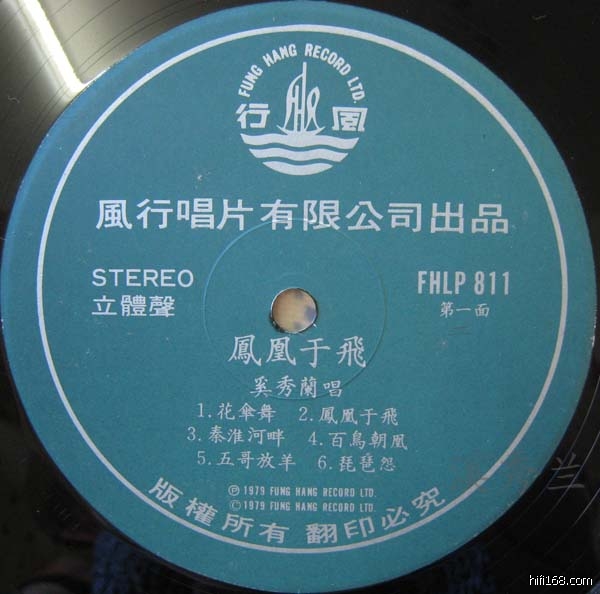 FUNG HANG RECORD LTD.
行 FHR 風
風行唱片有限公司出品
STEREO
立體聲
FHLP 811
第一面
鳳凰于飛
奚秀蘭唱
1.花傘舞 2.鳳凰于飛
3.秦淮河畔 4.百鳥朝凰
5.五哥放羊 6.琵琶怨
Ⓟ 1979 FUNG HANG RECORD LTD.
© 1979 FUNG HANG RECORD LTD.
版權所有 翻印必究
hifi168.com